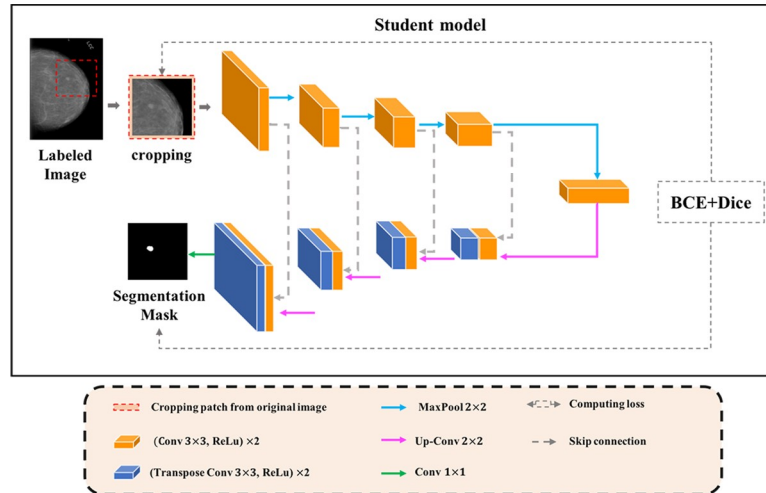 Student model
Labeled
Image
cropping
BCE+Dice
Segmentation
Mask
Cropping patch from original image
MaxPool 2×2
Computing loss
(Conv 3×3, ReLu) ×2
Up-Conv 2×2
Skip connection
(Transpose Conv 3×3, ReLu) ×2
Conv 1×1